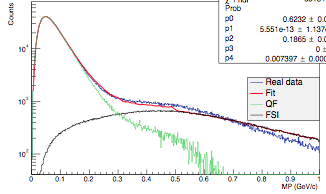 Prob
p0 0.6232 ± 0.0
p1 5.551e-13 ± 1.137
p2 0.1865 ± 0.0
p3 0 ±
p4 0.007397 ± 0.000
Counts
10⁴
10³
10²
Real data
Fit
QF
FSI
0 0.1 0.2 0.3 0.4 0.5 0.6 0.7 0.8 0.9 1
MP (GeV/c)